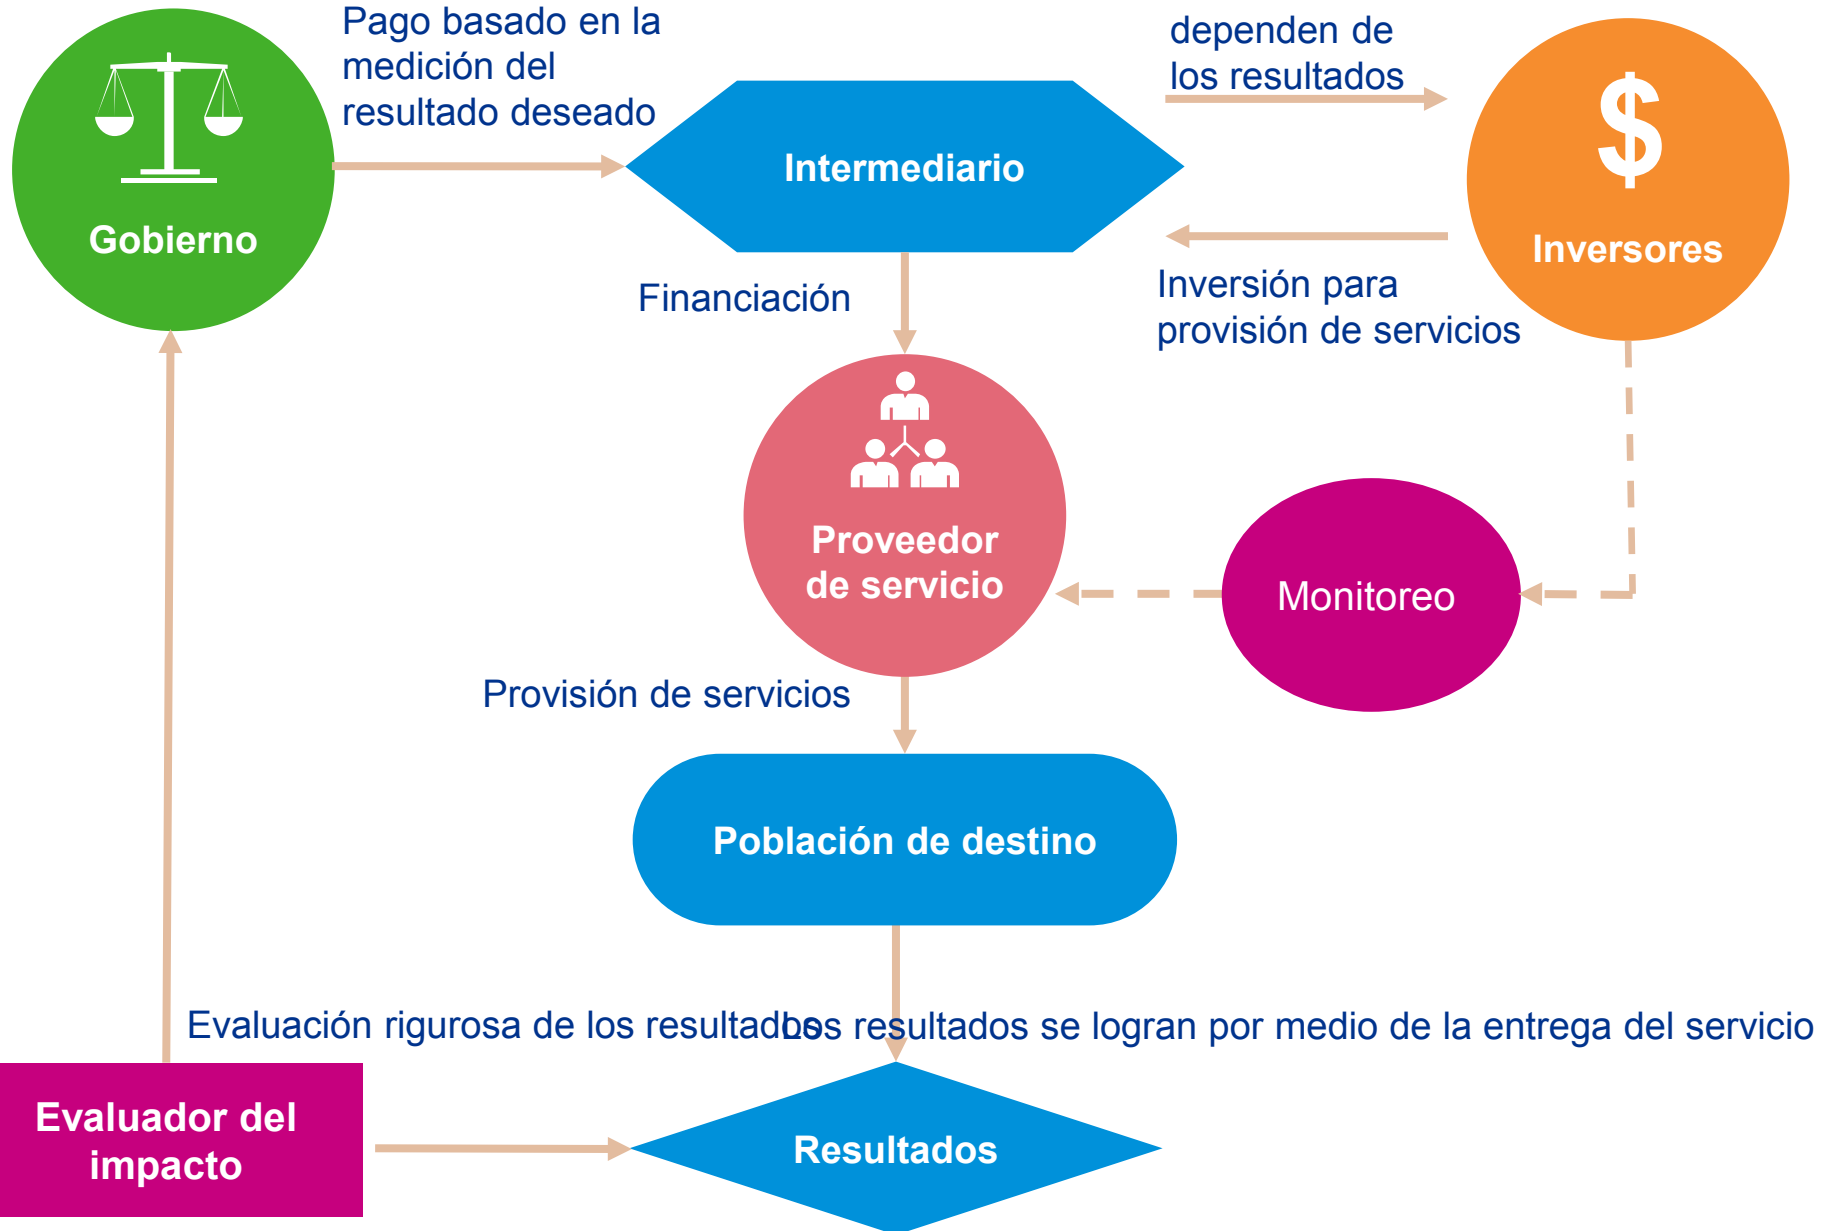 Pago basado en la
medición del
resultado deseado
dependen de
los resultados
$
Intermediario
Gobierno
Inversores
Financiación
Inversión para
provisión de servicios
Proveedor
de servicio
Monitoreo
Provisión de servicios
Población de destino
Evaluación rigurosa de los resultados
Los resultados se logran por medio de la entrega del servicio
Evaluador del
impacto
Resultados